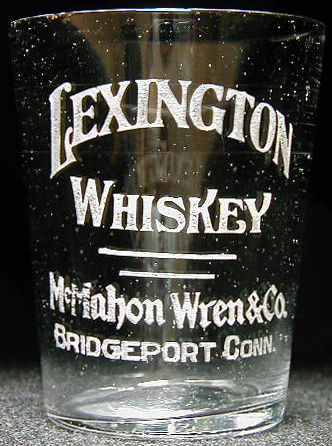 LEXINGTON
WHISKEY
McMahon Wren & Co.
BRIDGEPORT CONN.